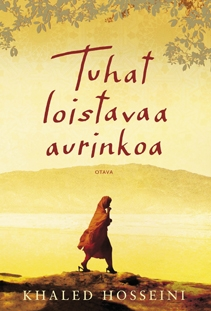 Tuhat
loistavaa
aurinkoa
OTAVA
KHALED HOSSEINI